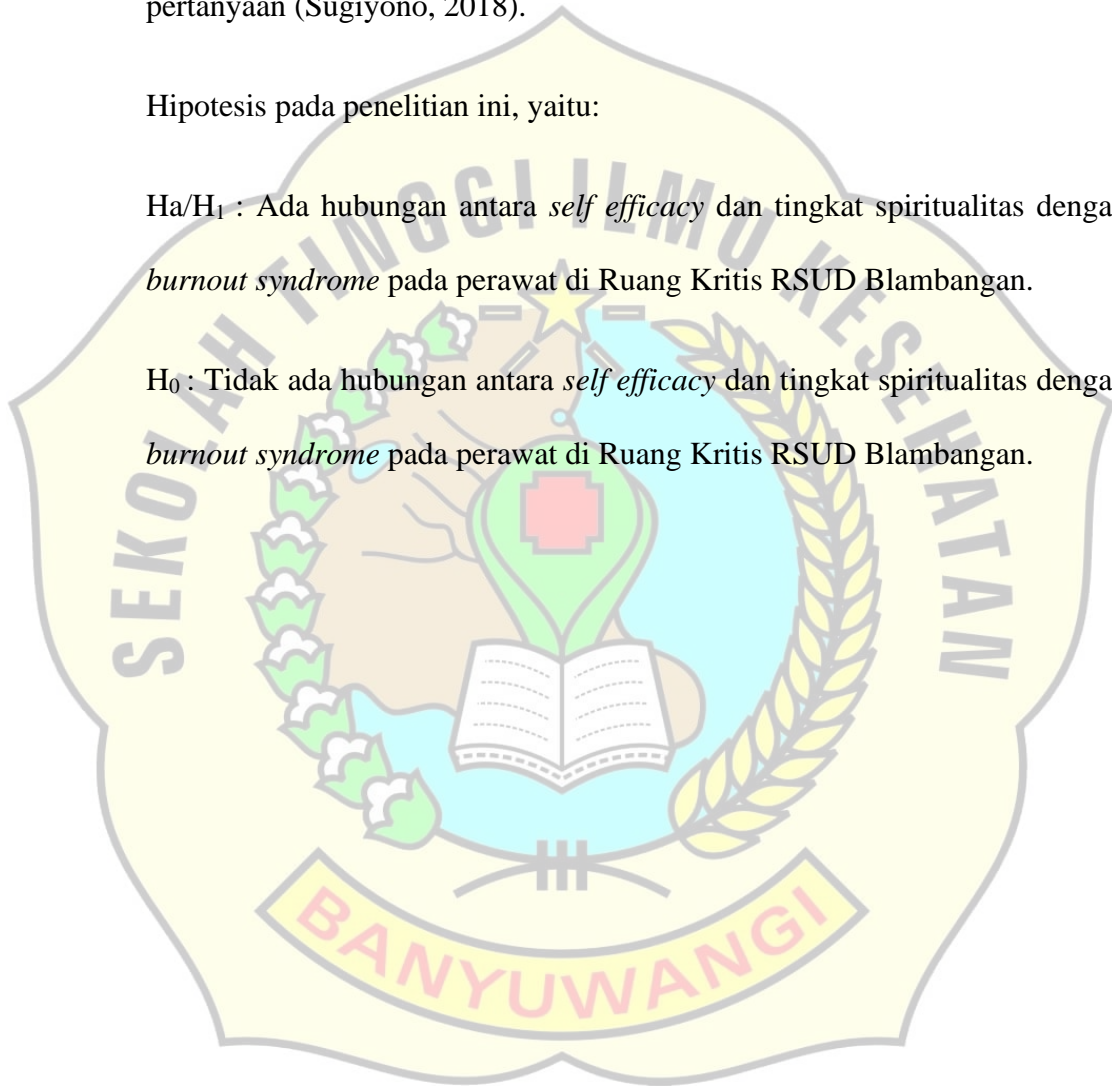 pertanyaan (Sugiyono, 2018).
Hipotesis pada penelitian ini, yaitu:
Ha/H₁ : Ada hubungan antara self efficacy dan tingkat spiritualitas denga
burnout syndrome pada perawat di Ruang Kritis RSUD Blambangan.
H₀ : Tidak ada hubungan antara self efficacy dan tingkat spiritualitas denga
burnout syndrome pada perawat di Ruang Kritis RSUD Blambangan.
SEKOLAH TINGGI ILMU KESEHATAN
BANYUWANGI